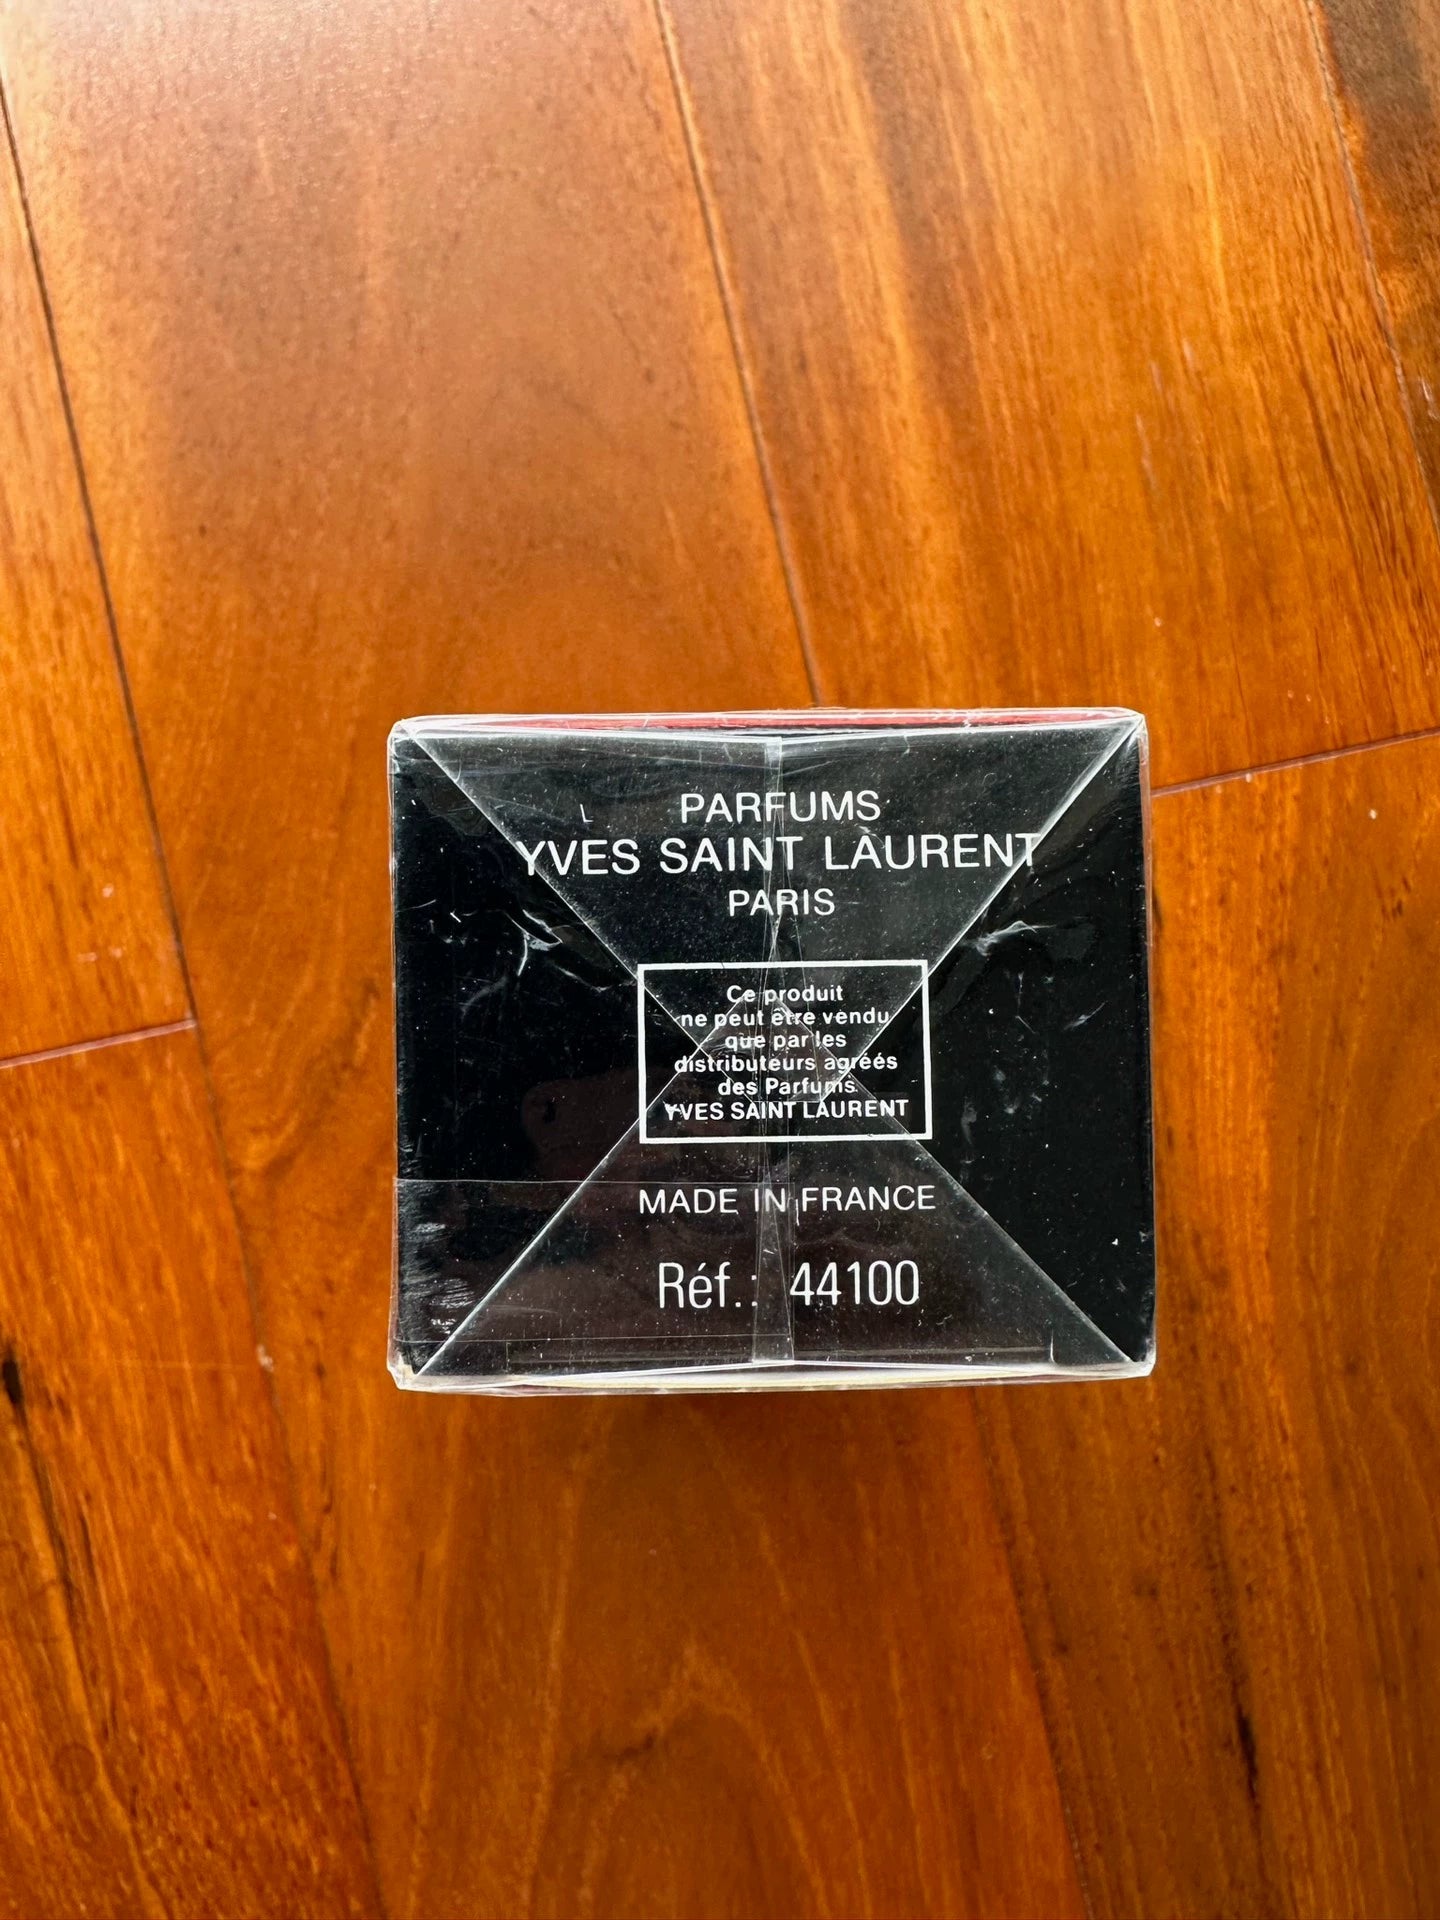 PARFUMS
YVES SAINT LAURENT
PARIS
Ce produit
ne peut être vendu
que par les
distributeurs agréés
des Parfums
YVES SAINT LAURENT
MADE IN FRANCE
Réf.: 44100